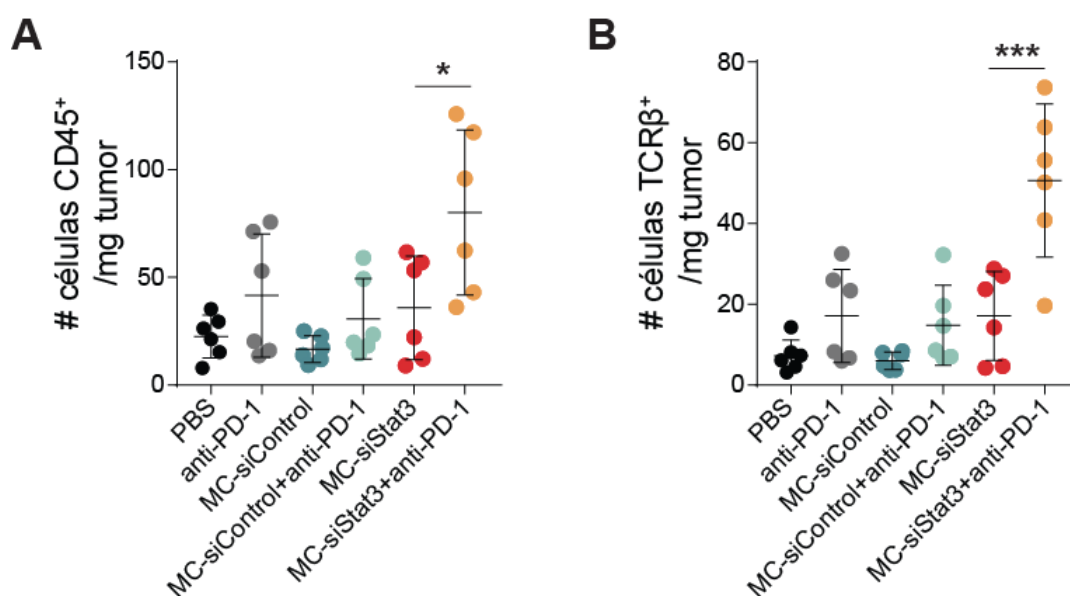 A
# células CD45⁺
/mg tumor
150
100
50
0
*
PBS
anti-PD-1
MC-siControl
MC-siControl+anti-PD-1
MC-siStat3
MC-siStat3+anti-PD-1
B
# células TCRβ⁺
/mg tumor
80
60
40
20
0
***
PBS
anti-PD-1
MC-siControl
MC-siControl+anti-PD-1
MC-siStat3
MC-siStat3+anti-PD-1